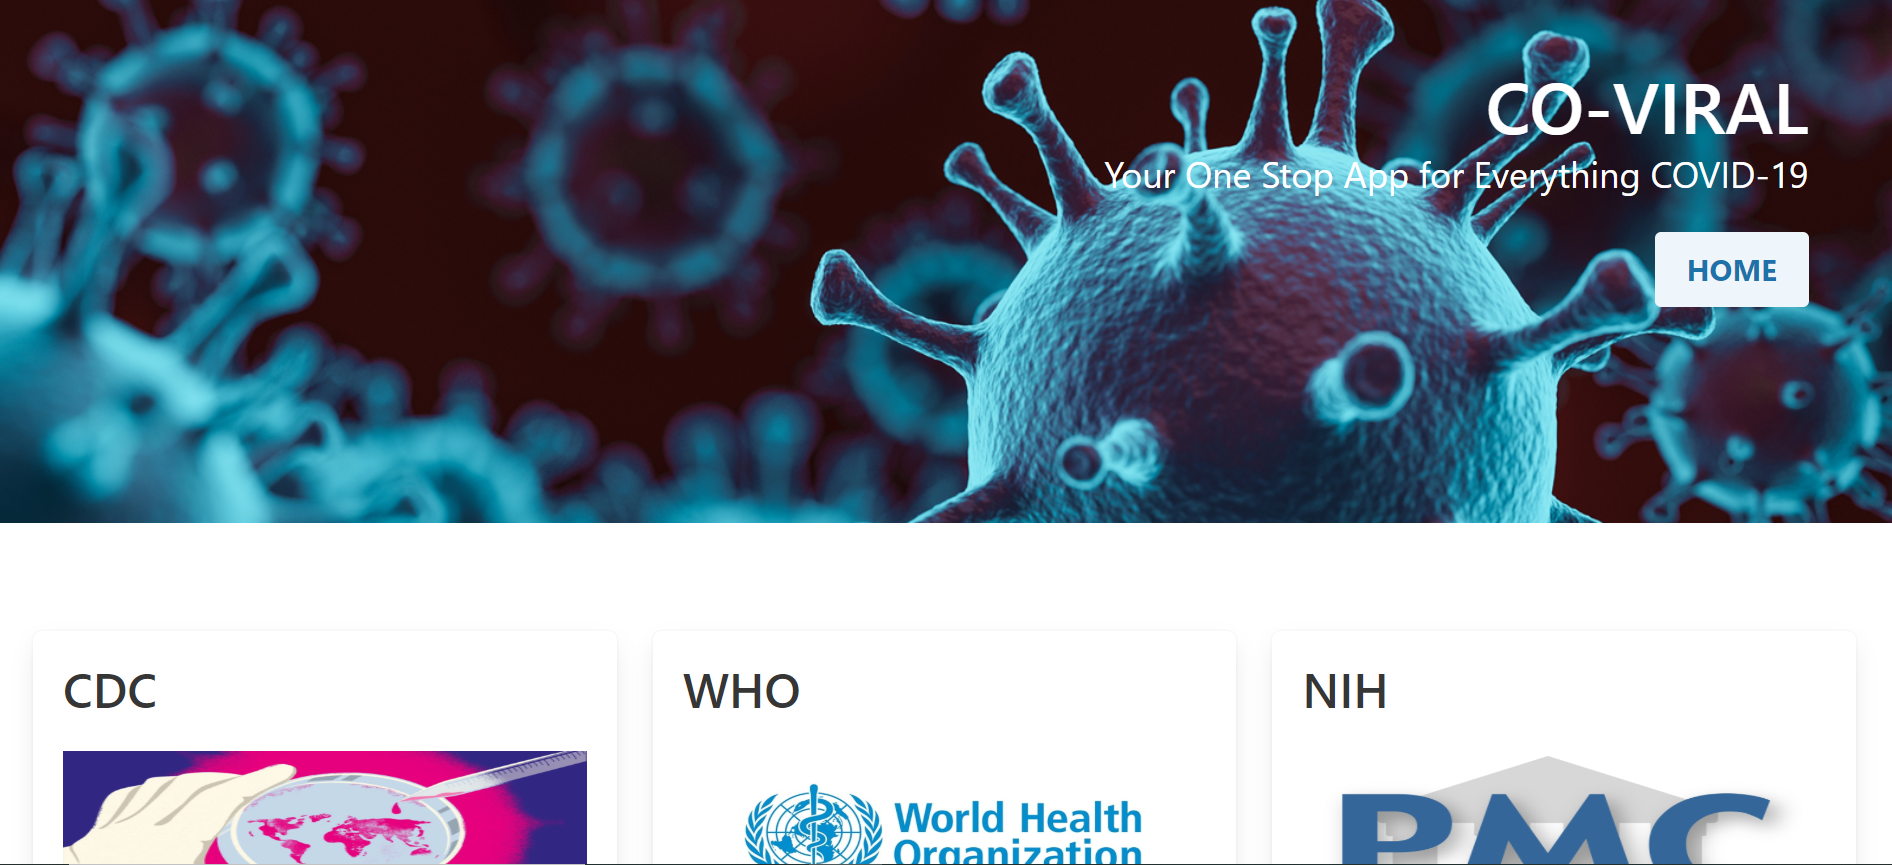 CO-VIRAL
Your One Stop App for Everything COVID-19
HOME
CDC
WHO
NIH
World Health
Organization
PMC